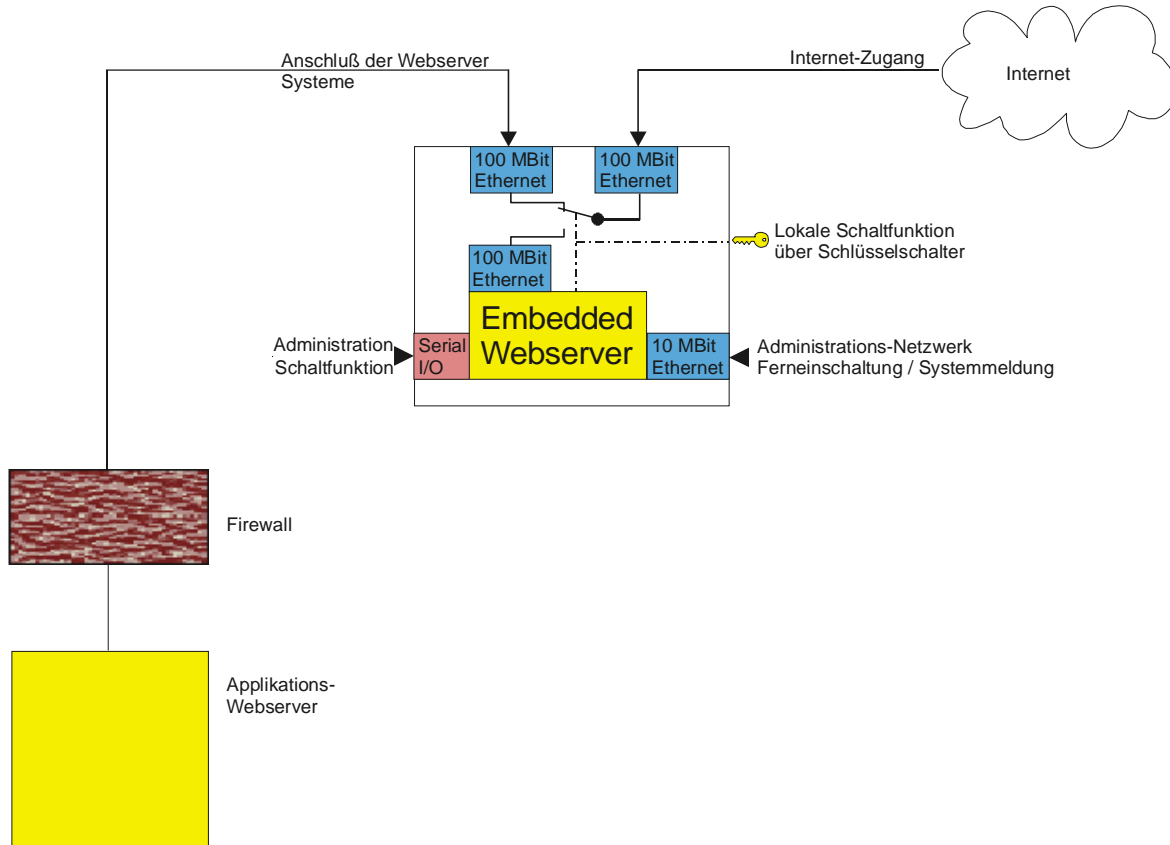 Anschluß der Webserver
Systeme
Internet-Zugang
Internet
100 MBit
Ethernet
100 MBit
Ethernet
Lokale Schaltfunktion
über Schlüsselschalter
100 MBit
Ethernet
Embedded
Webserver
Administration
Schaltfunktion
Serial
I/O
10 MBit
Ethernet
Administrations-Netzwerk
Ferneinschaltung / Systemmeldung
Firewall
Applikations-
Webserver